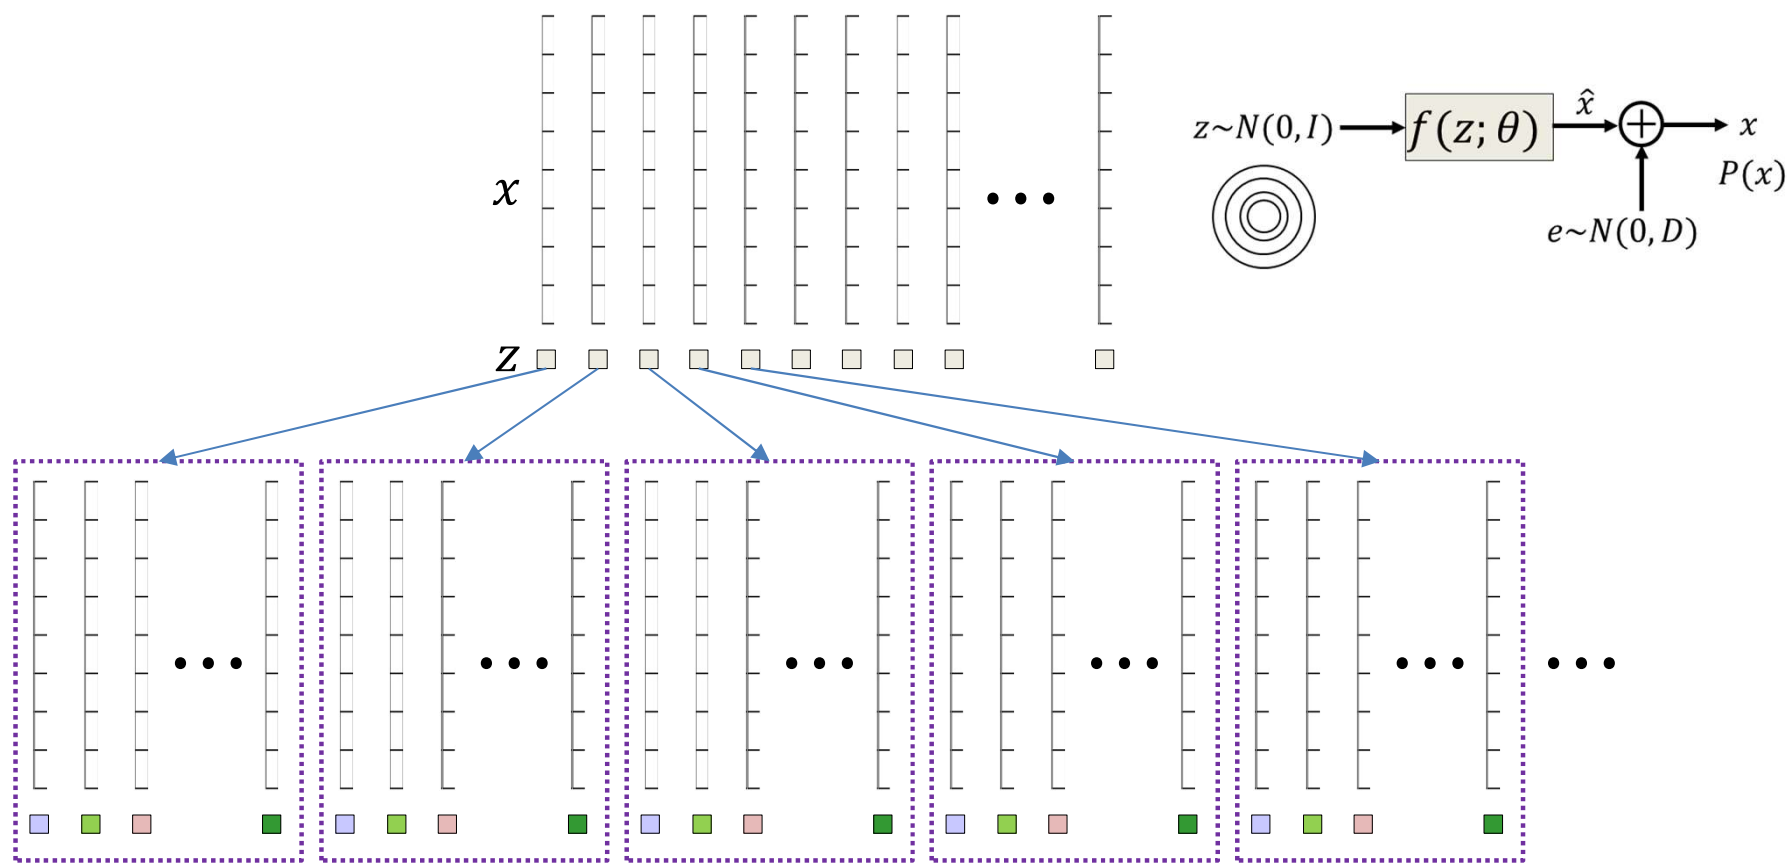 x
z
z~N(0, I)
f(z; θ)
x̂
x
P(x)
e~N(0, D)